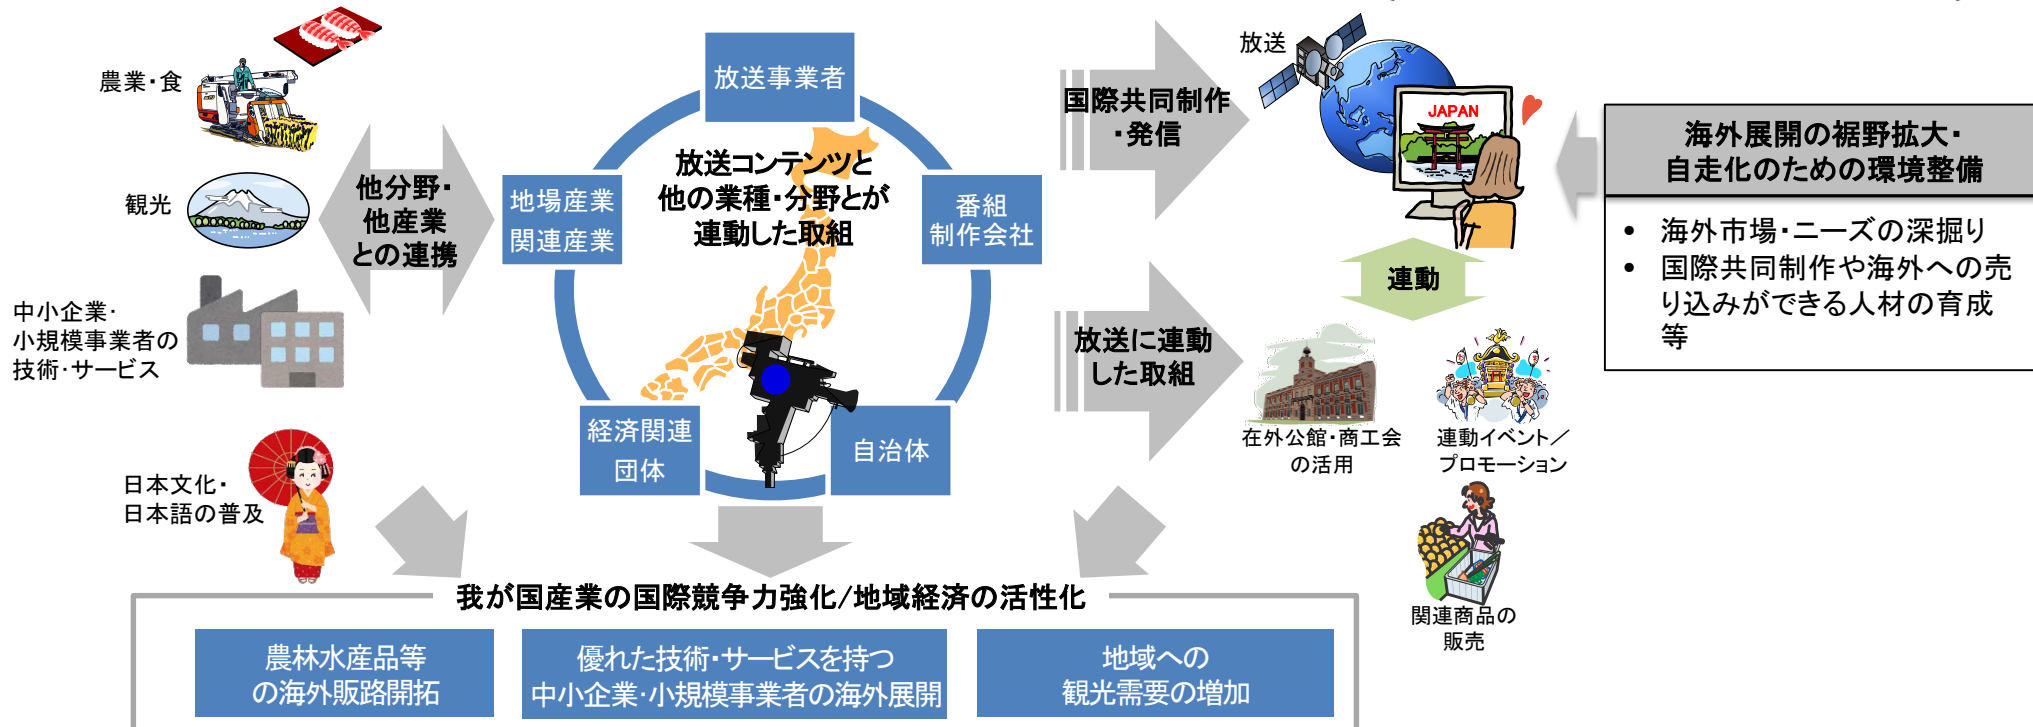 農業・食
観光
中小企業・
小規模事業者の
技術・サービス
日本文化・
日本語の普及
他分野・
他産業
との連携
放送事業者
地場産業
関連産業
番組
制作会社
経済関連
団体
自治体
放送コンテンツと
他の業種・分野とが
連動した取組
国際共同制作
・発信
放送に連動
した取組
放送
JAPAN
連動
在外公館・商工会
の活用
連動イベント／
プロモーション
関連商品の
販売
海外展開の裾野拡大・
自走化のための環境整備
• 海外市場・ニーズの深掘り
• 国際共同制作や海外への売
り込みができる人材の育成
等
我が国産業の国際競争力強化/地域経済の活性化
農林水産品等
の海外販路開拓
優れた技術・サービスを持つ
中小企業・小規模事業者の海外展開
地域への
観光需要の増加